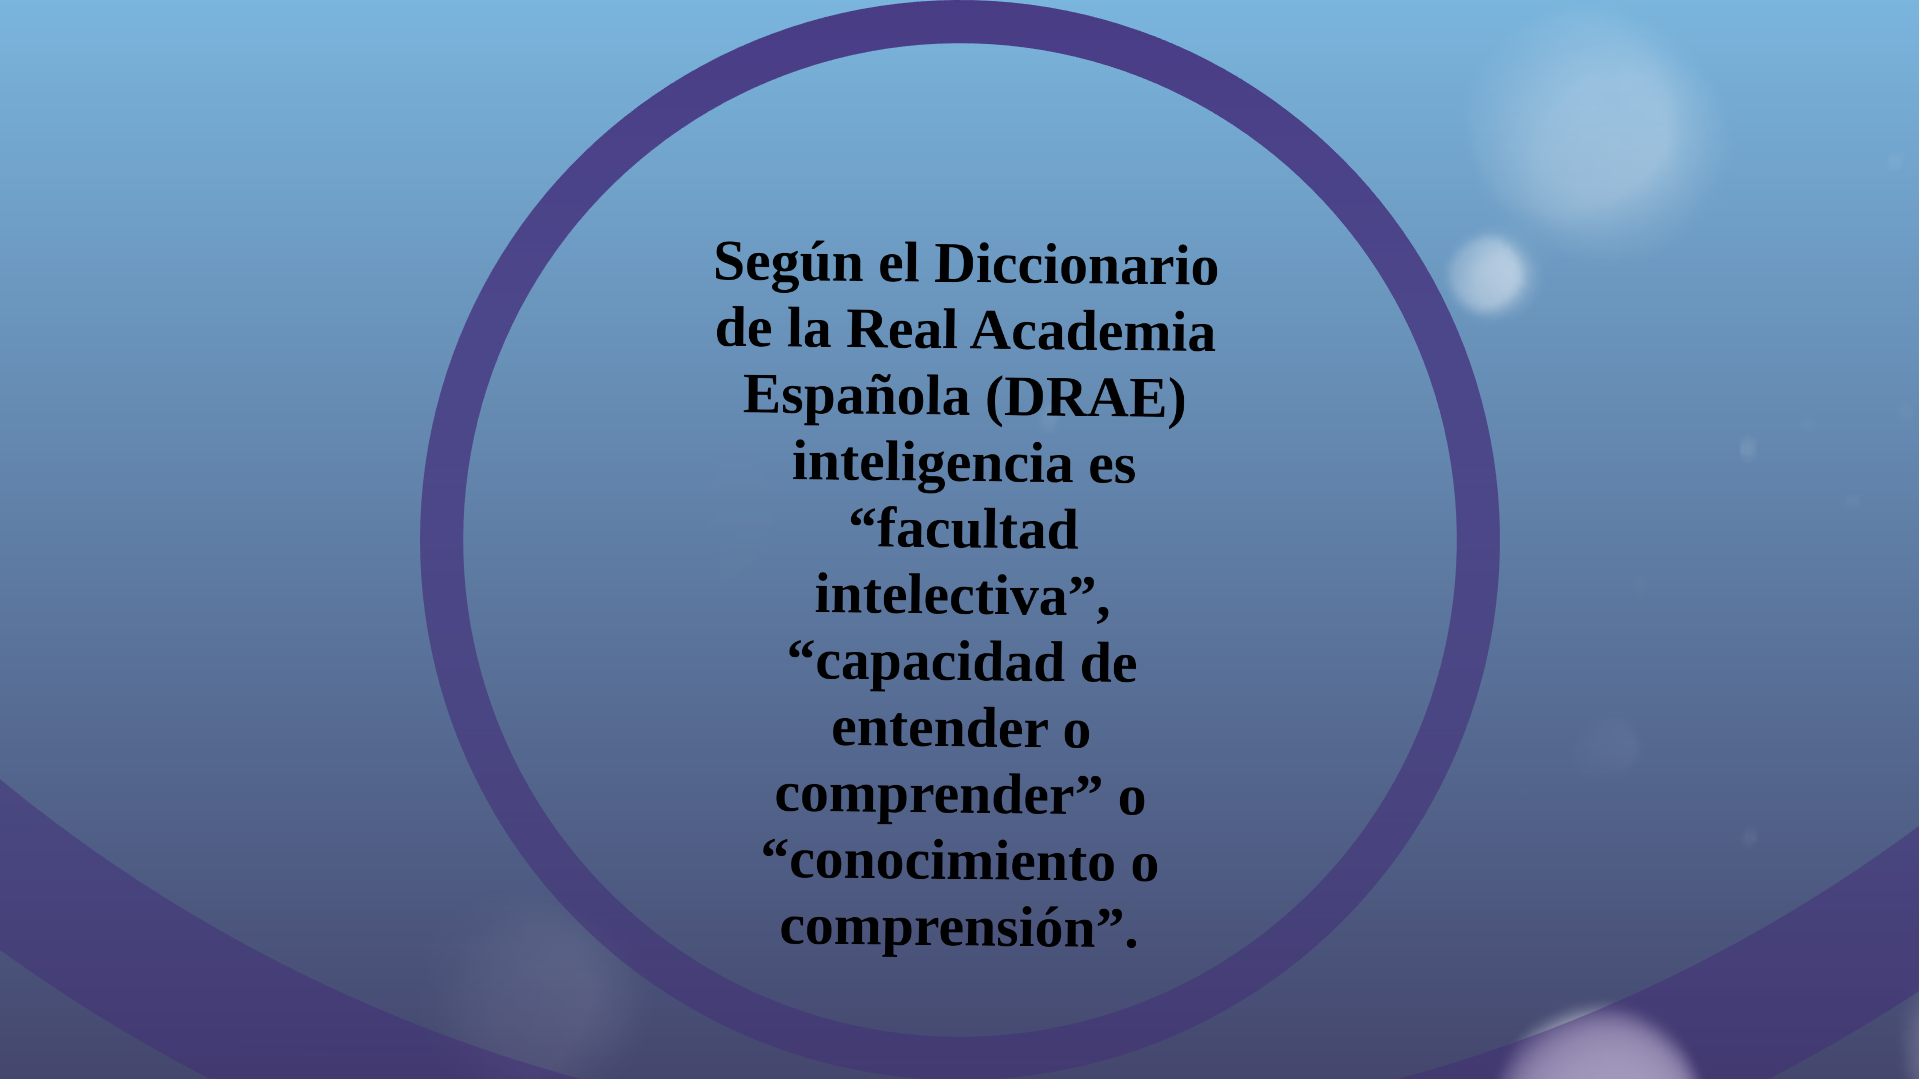 Según el Diccionario
de la Real Academia
Española (DRAE)
inteligencia es
“facultad
intelectiva”,
“capacidad de
entender o
comprender” o
“conocimiento o
comprensión”.